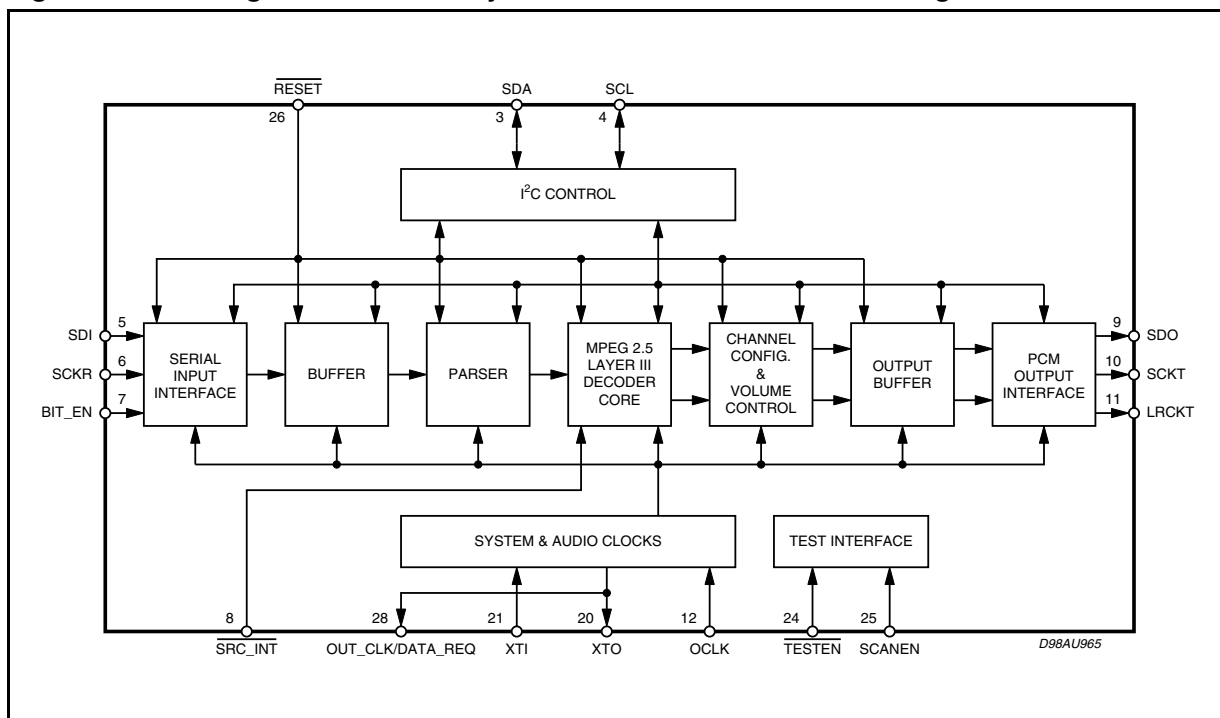 RESET
SDA
SCL
26
3
4
I²C CONTROL
SDI
5
SCKR
6
BIT_EN
7
SERIAL
INPUT
INTERFACE
BUFFER
PARSER
MPEG 2.5
LAYER III
DECODER
CORE
CHANNEL
CONFIG.
&
VOLUME
CONTROL
OUTPUT
BUFFER
PCM
OUTPUT
INTERFACE
9
SDO
10
SCKT
11
LRCKT
SYSTEM & AUDIO CLOCKS
TEST INTERFACE
8
28
21
20
12
24
25
SRC_INT
OUT_CLK/DATA_REQ
XTI
XTO
OCLK
TESTEN
SCANEN
D98AU965